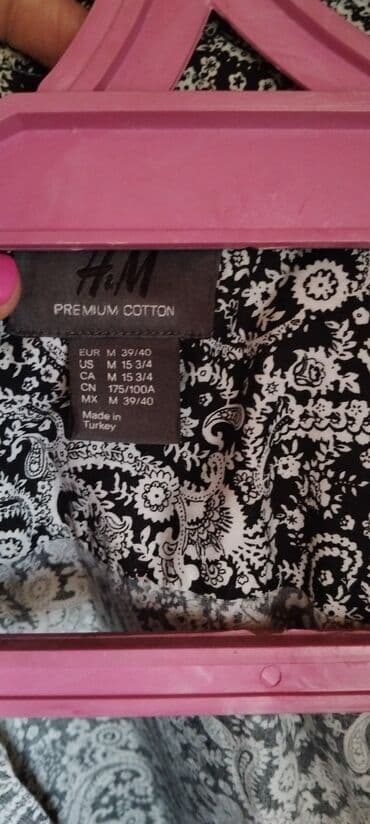 H&M
PREMIUM COTTON
EUR M 39/40
US M 15 3/4
CA M 15 3/4
CN 175/100A
MX M 39/40
Made in
Turkey